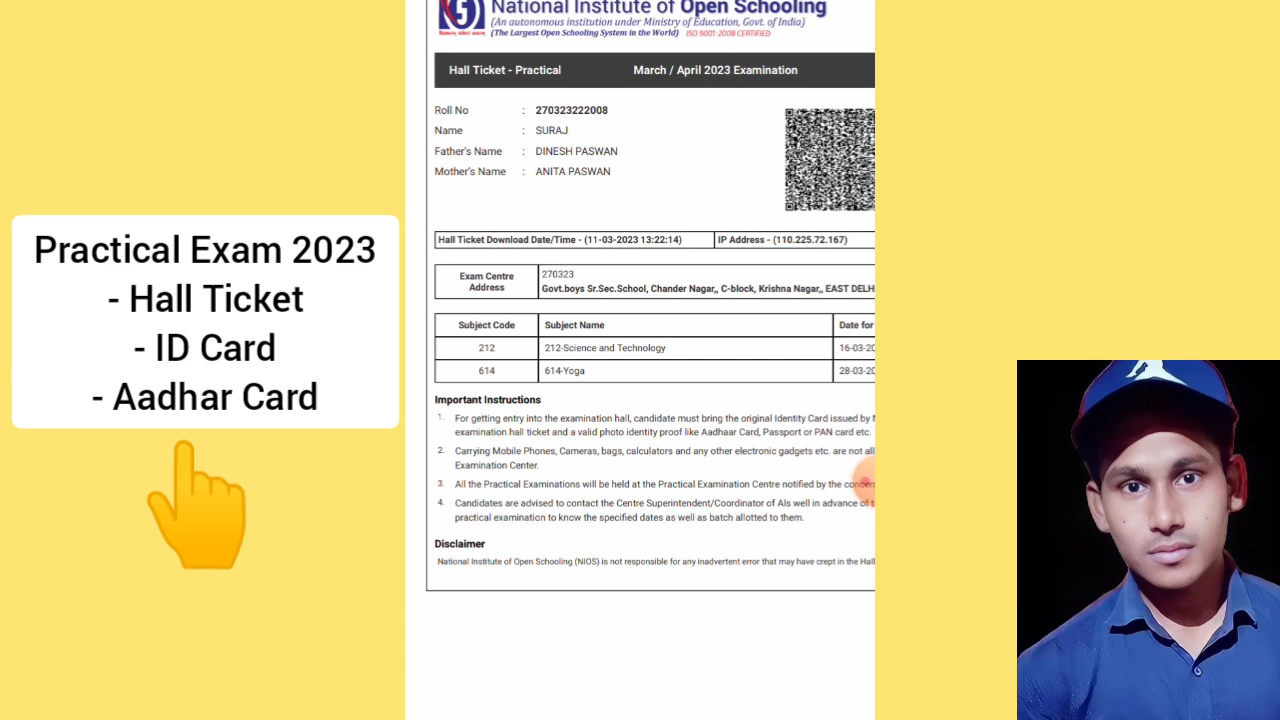 National Institute of Open Schooling
(An autonomous institution under Ministry of Education, Govt. of India)
(The Largest Open Schooling System in the World) ISO 9001:2008 CERTIFIED
Hall Ticket - Practical March / April 2023 Examination
Roll No : 270323222008
Name : SURAJ
Father's Name : DINESH PASWAN
Mother's Name : ANITA PASWAN
Hall Ticket Download Date/Time - (11-03-2023 13:22:14) IP Address - (110.225.72.167)
Exam Centre Address
270323
Govt.boys Sr.Sec.School, Chander Nagar,, C-block, Krishna Nagar,, EAST DELH
Subject Code Subject Name Date for
212 212-Science and Technology 16-03-20
614 614-Yoga 28-03-20
Important Instructions
1. For getting entry into the examination hall, candidate must bring the original Identity Card issued by
examination hall ticket and a valid photo identity proof like Aadhaar Card, Passport or PAN card etc.
2. Carrying Mobile Phones, Cameras, bags, calculators and any other electronic gadgets etc. are not all
Examination Center.
3. All the Practical Examinations will be held at the Practical Examination Centre notified by the concer
4. Candidates are advised to contact the Centre Superintendent/Coordinator of AIs well in advance of t
practical examination to know the specified dates as well as batch allotted to them.
Disclaimer
National Institute of Open Schooling (NIOS) is not responsible for any inadvertent error that may have crept in the Hall
Practical Exam 2023
- Hall Ticket
- ID Card
- Aadhar Card